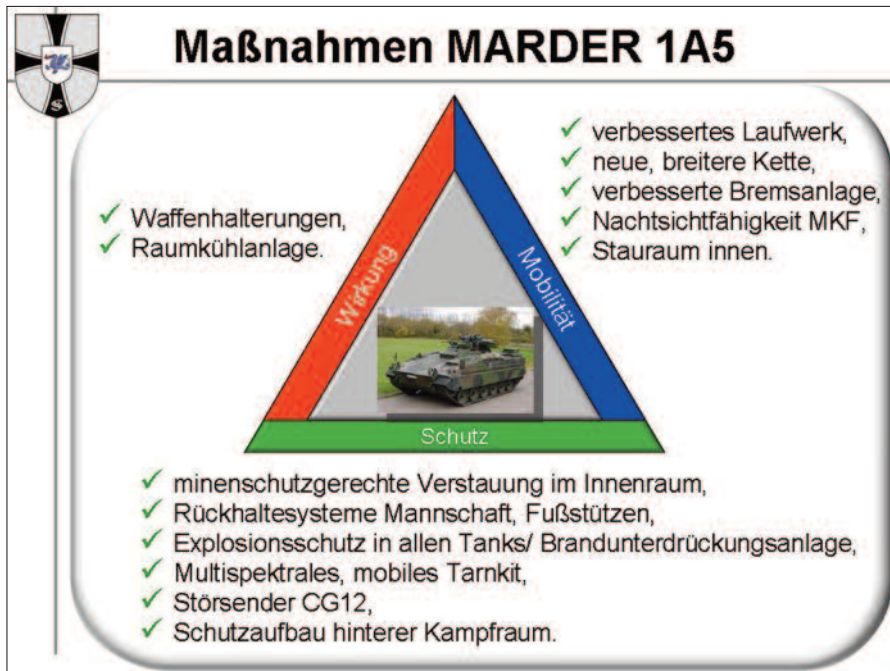 Maßnahmen MARDER 1A5
S
Waffenhalterungen,
Raumkühlanlage.
verbessertes Laufwerk,
neue, breitere Kette,
verbesserte Bremsanlage,
Nachtsichtfähigkeit MKF,
Stauraum innen.
Wirkung
Mobilität
Schutz
minenschutzgerechte Verstauung im Innenraum,
Rückhaltesysteme Mannschaft, Fußstützen,
Explosionsschutz in allen Tanks/ Brandunterdrückungsanlage,
Multispektrales, mobiles Tarnkit,
Störsender CG12,
Schutzaufbau hinterer Kampfraum.